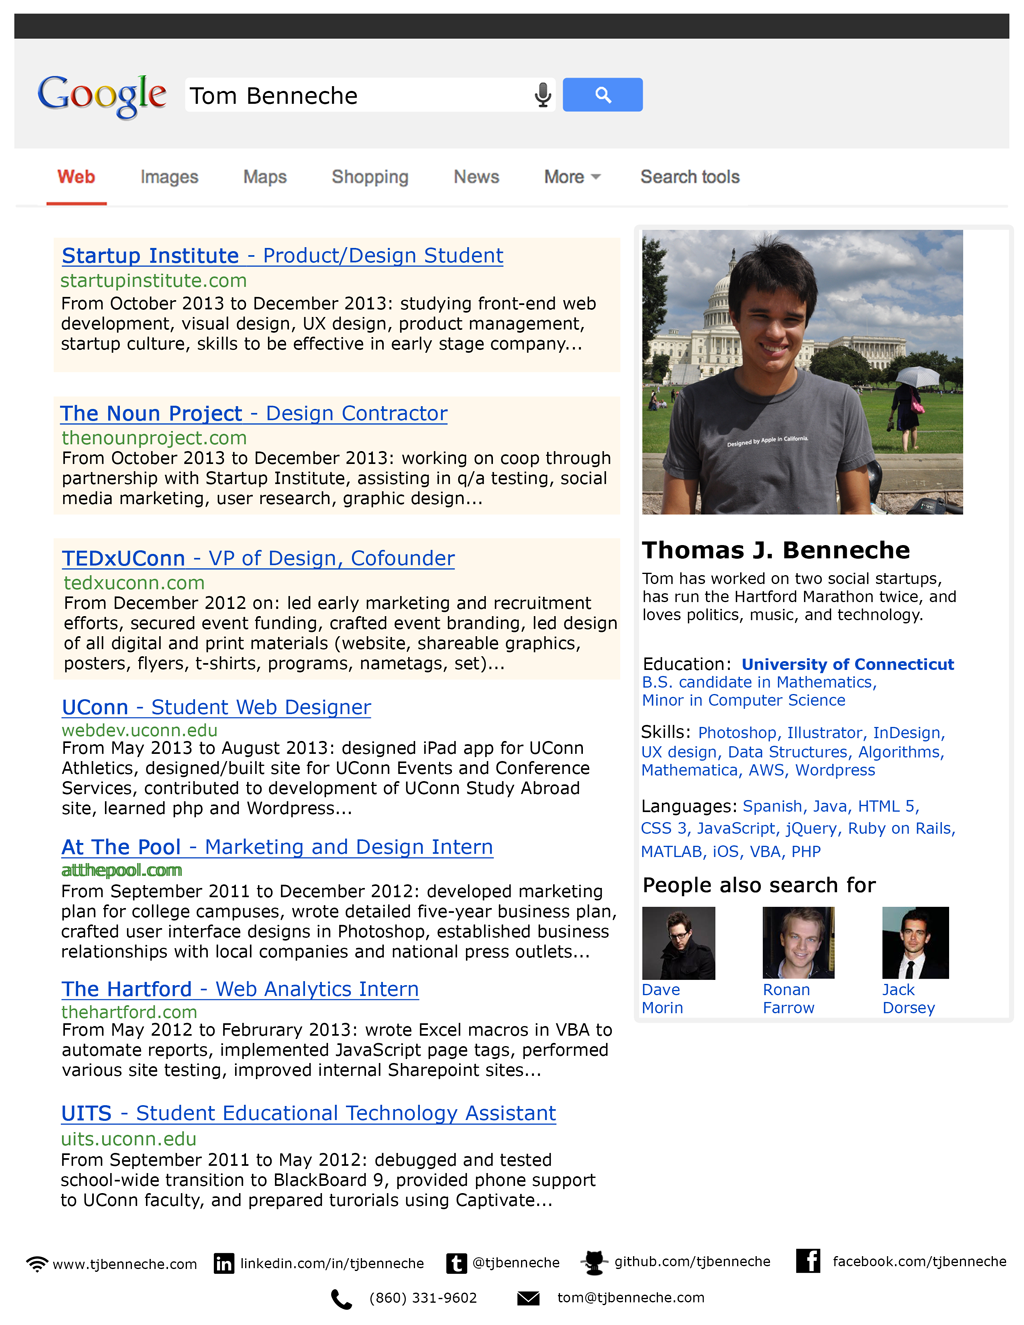 Google
Tom Benneche
Web Images Maps Shopping News More Search tools
Startup Institute - Product/Design Student
startupinstitute.com
From October 2013 to December 2013: studying front-end web
development, visual design, UX design, product management,
startup culture, skills to be effective in early stage company...
The Noun Project - Design Contractor
thenounproject.com
From October 2013 to December 2013: working on coop through
partnership with Startup Institute, assisting in q/a testing, social
media marketing, user research, graphic design...
TEDxUConn - VP of Design, Cofounder
tedxuconn.com
From December 2012 on: led early marketing and recruitment
efforts, secured event funding, crafted event branding, led design
of all digital and print materials (website, shareable graphics,
posters, flyers, t-shirts, programs, nametags, set)...
UConn - Student Web Designer
webdev.uconn.edu
From May 2013 to August 2013: designed iPad app for UConn
Athletics, designed/built site for UConn Events and Conference
Services, contributed to development of UConn Study Abroad
site, learned php and Wordpress...
At The Pool - Marketing and Design Intern
atthepool.com
From September 2011 to December 2012: developed marketing
plan for college campuses, wrote detailed five-year business plan,
crafted user interface designs in Photoshop, established business
relationships with local companies and national press outlets...
The Hartford - Web Analytics Intern
thehartford.com
From May 2012 to Februrary 2013: wrote Excel macros in VBA to
automate reports, implemented JavaScript page tags, performed
various site testing, improved internal Sharepoint sites...
UITS - Student Educational Technology Assistant
uits.uconn.edu
From September 2011 to May 2012: debugged and tested
school-wide transition to BlackBoard 9, provided phone support
to UConn faculty, and prepared turorials using Captivate...
Designed by Apple in California.
Thomas J. Benneche
Tom has worked on two social startups,
has run the Hartford Marathon twice, and
loves politics, music, and technology.
Education: University of Connecticut
B.S. candidate in Mathematics,
Minor in Computer Science
Skills: Photoshop, Illustrator, InDesign,
UX design, Data Structures, Algorithms,
Mathematica, AWS, Wordpress
Languages: Spanish, Java, HTML 5,
CSS 3, JavaScript, jQuery, Ruby on Rails,
MATLAB, iOS, VBA, PHP
People also search for
Dave Ronan Jack
Morin Farrow Dorsey
www.tjbenneche.com linkedin.com/in/tjbenneche @tjbenneche github.com/tjbenneche facebook.com/tjbenneche
(860) 331-9602 tom@tjbenneche.com